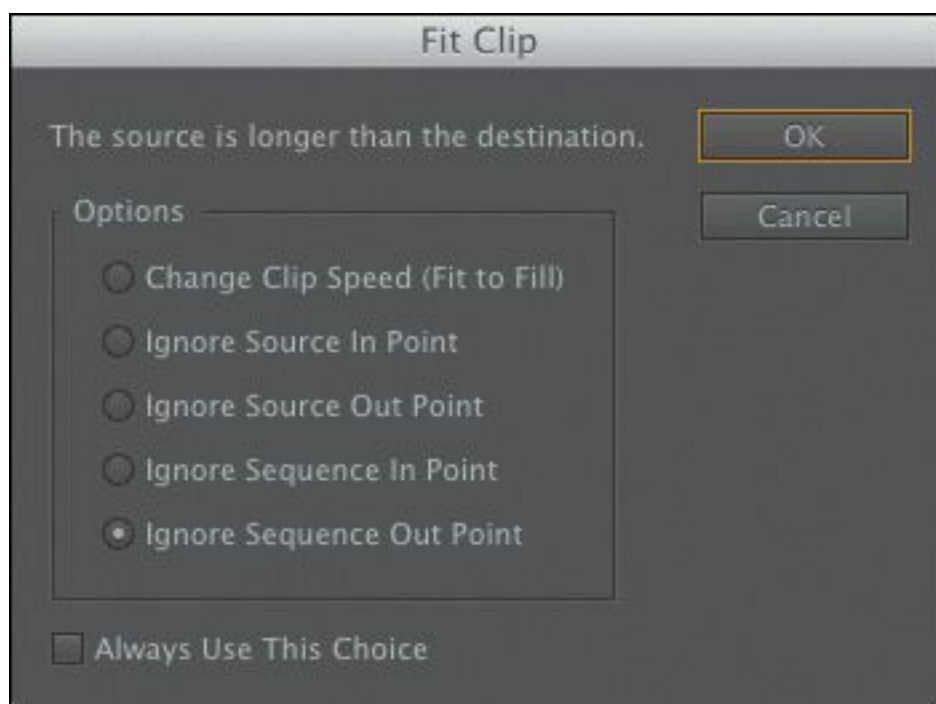 Fit Clip
The source is longer than the destination.
OK
Options
Cancel
Change Clip Speed (Fit to Fill)
Ignore Source In Point
Ignore Source Out Point
Ignore Sequence In Point
Ignore Sequence Out Point
Always Use This Choice